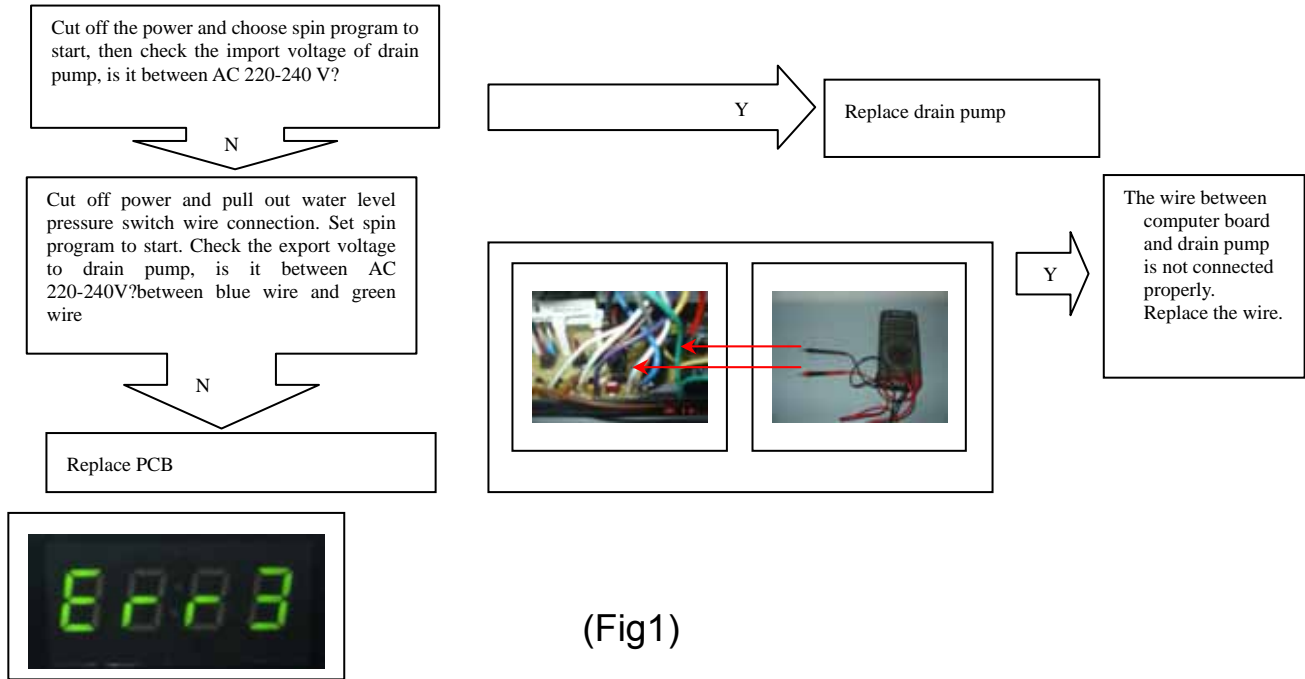 Cut off the power and choose spin program to
start, then check the import voltage of drain
pump, is it between AC 220-240 V?
Y
Replace drain pump
N
Cut off power and pull out water level
pressure switch wire connection. Set spin
program to start. Check the export voltage
to drain pump, is it between AC
220-240V?between blue wire and green
wire
Y
The wire between
computer board
and drain pump
is not connected
properly.
Replace the wire.
N
Replace PCB
Err3
(Fig1)